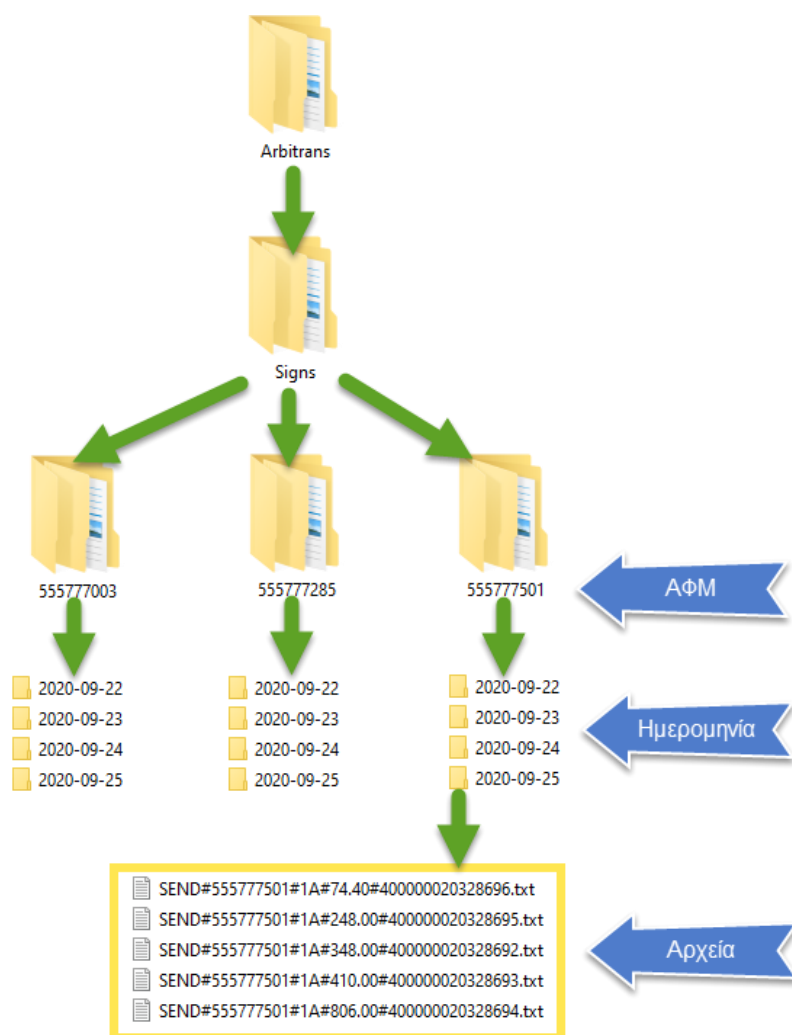 Arbitrans
Signs
555777003
555777285
555777501
ΑΦΜ
2020-09-22
2020-09-23
2020-09-24
2020-09-25
2020-09-22
2020-09-23
2020-09-24
2020-09-25
2020-09-22
2020-09-23
2020-09-24
2020-09-25
Ημερομηνία
SEND#555777501#1A#74.40#400000020328696.txt
SEND#555777501#1A#248.00#400000020328695.txt
SEND#555777501#1A#348.00#400000020328692.txt
SEND#555777501#1A#410.00#400000020328693.txt
SEND#555777501#1A#806.00#400000020328694.txt
Αρχεία